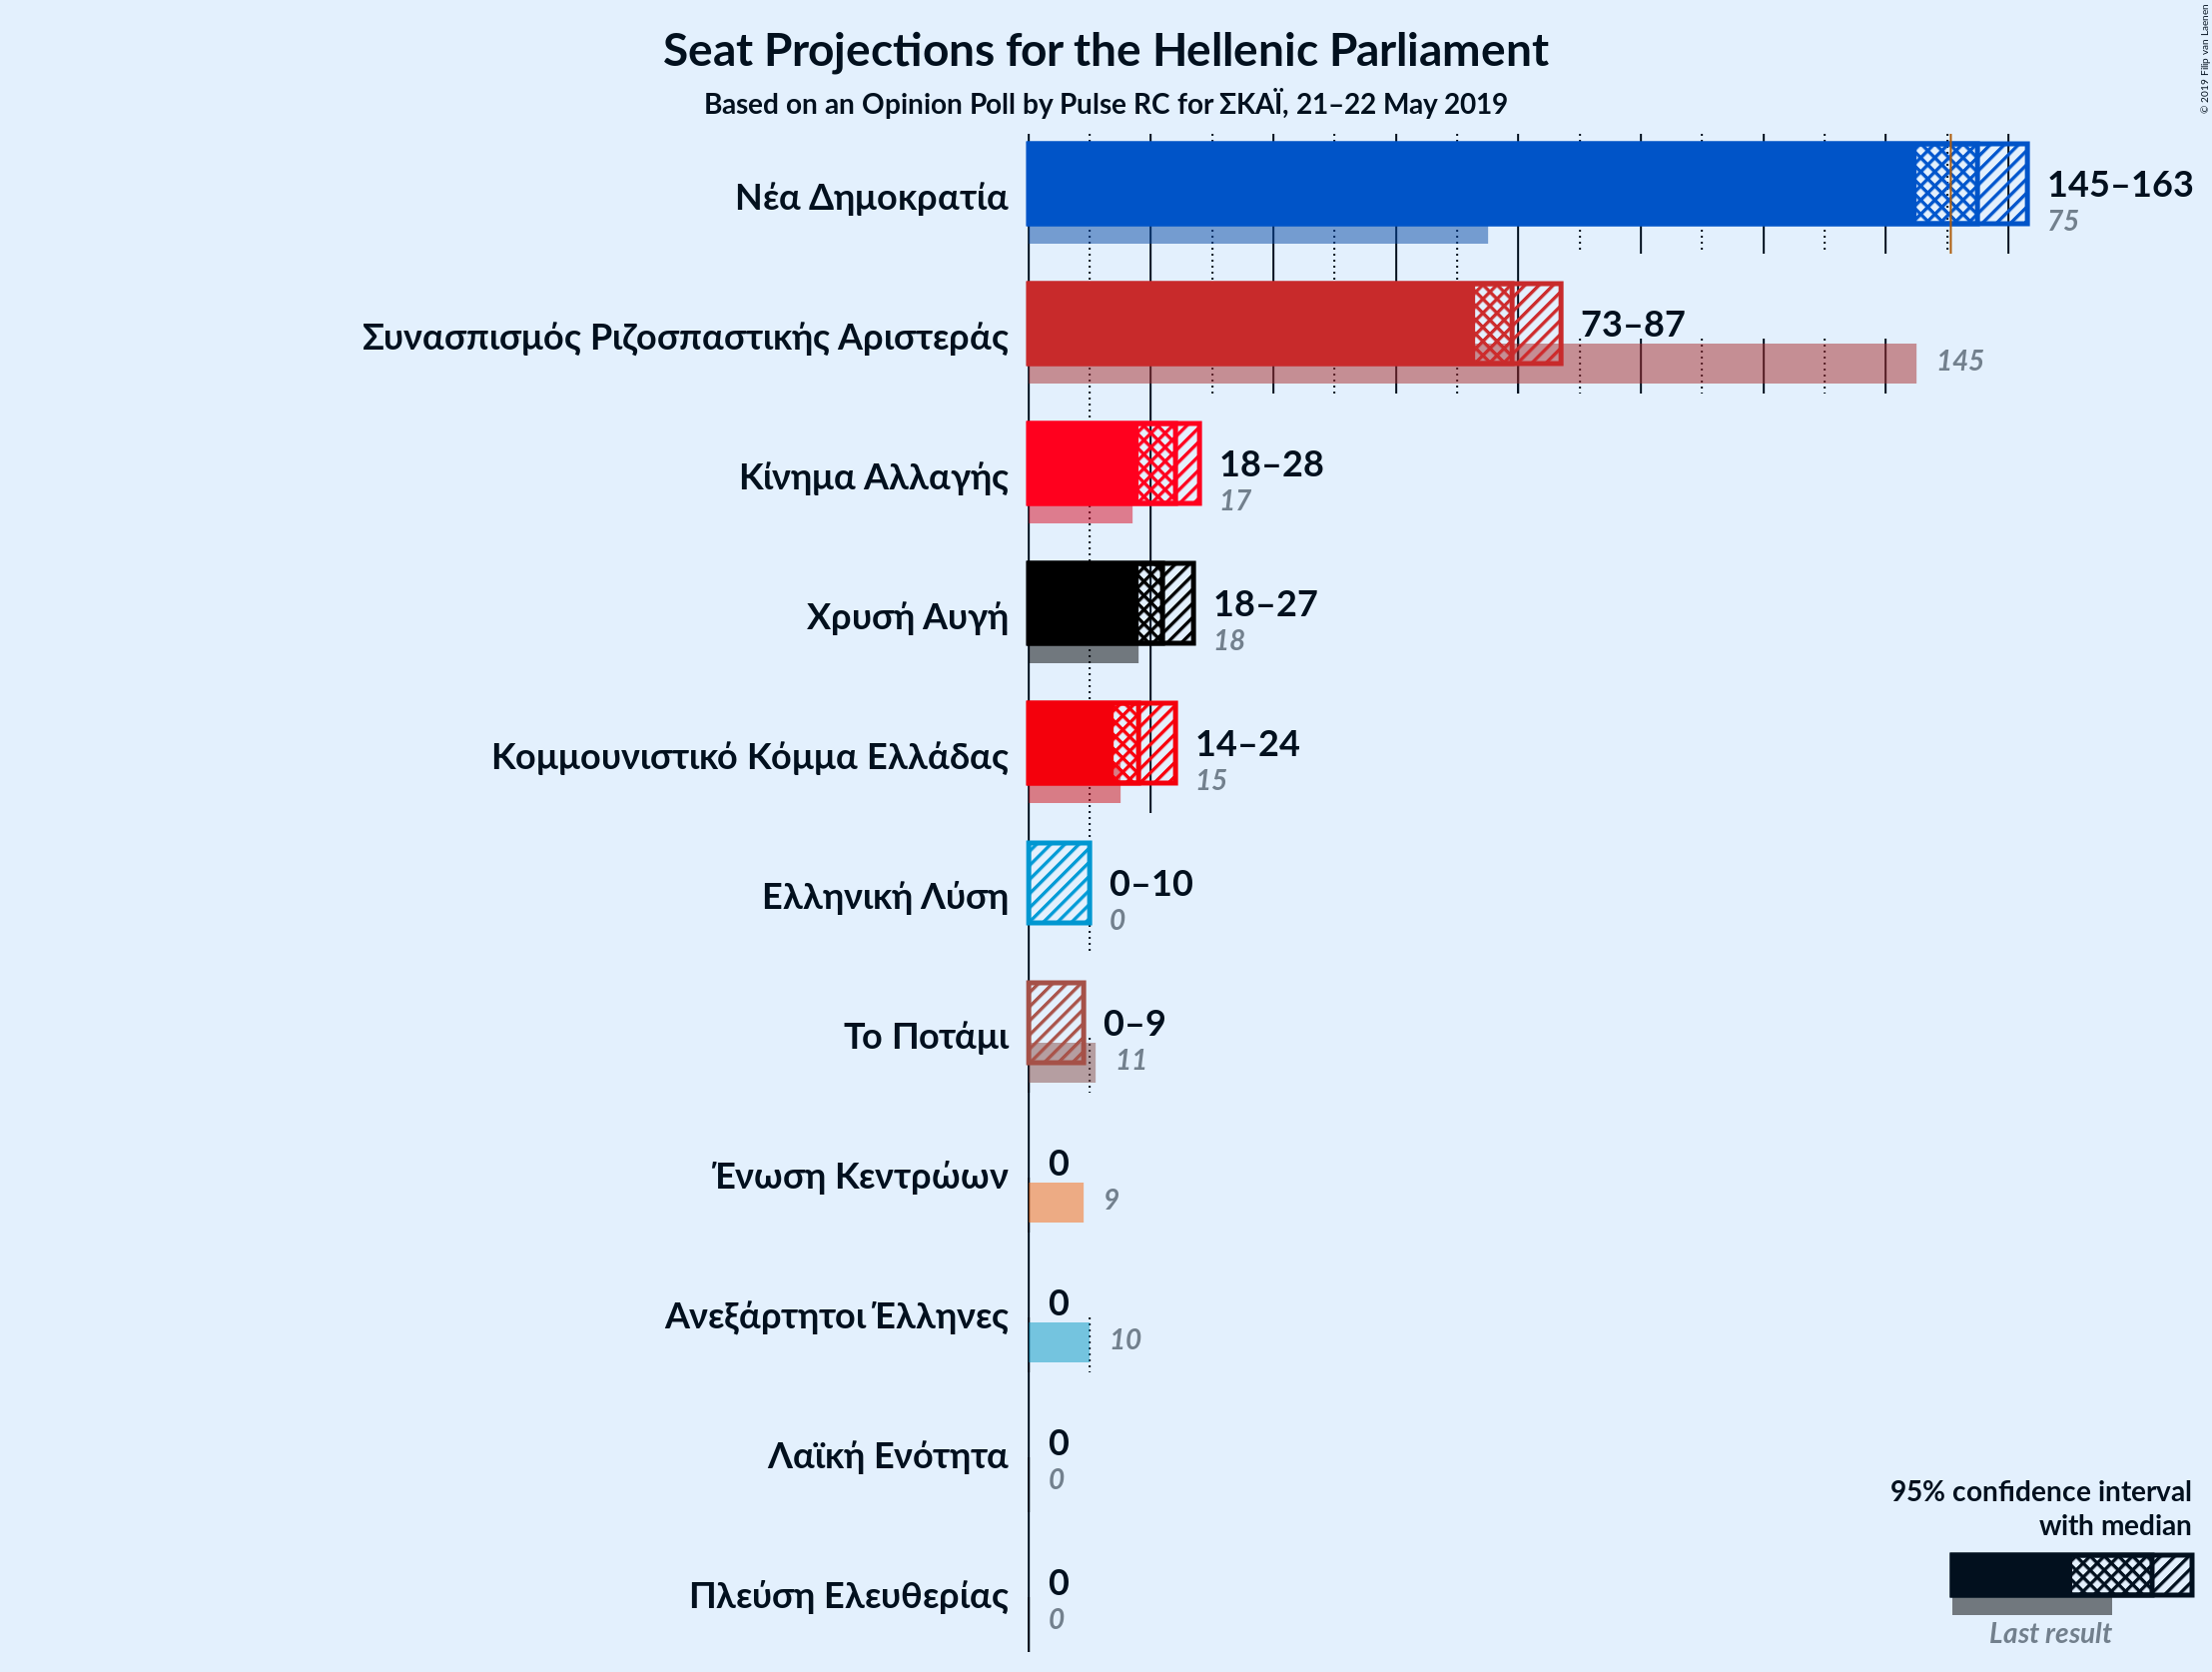 Seat Projections for the Hellenic Parliament
Based on an Opinion Poll by Pulse RC for ΣΚΑΪ, 21–22 May 2019
© 2019 Filip van Laenen
Νέα Δημοκρατία
145–163
75
Συνασπισμός Ριζοσπαστικής Αριστεράς
73–87
145
Κίνημα Αλλαγής
18–28
17
Χρυσή Αυγή
18–27
18
Κομμουνιστικό Κόμμα Ελλάδας
14–24
15
Ελληνική Λύση
0–10
0
Το Ποτάμι
0–9
11
Ένωση Κεντρώων
0
9
Ανεξάρτητοι Έλληνες
0
10
Λαϊκή Ενότητα
0
0
Πλεύση Ελευθερίας
0
0
95% confidence interval
with median
Last result